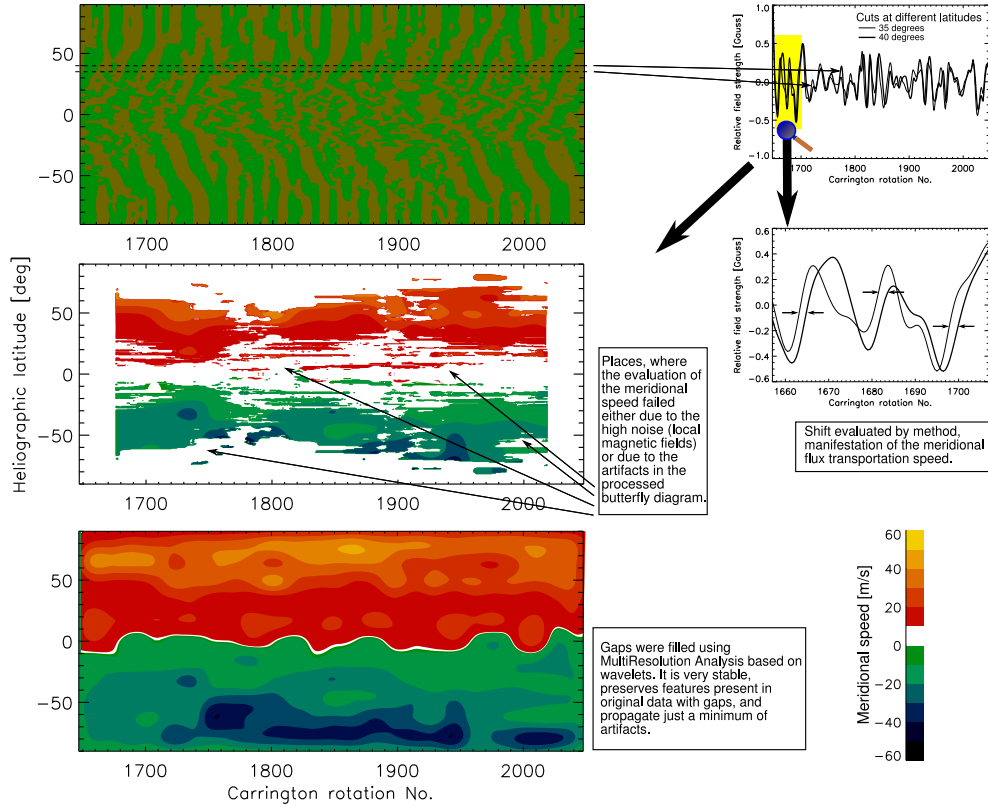 50
0
−50
1700
1800
1900
2000
Cuts at different latitudes
35 degrees
40 degrees
Relative field strength [Gauss]
1.0
0.5
0.0
−0.5
−1.0
1700
1800
1900
2000
Carrington rotation No.
Heliographic latitude [deg]
50
0
−50
1700
1800
1900
2000
Places, where
the evaluation of
the meridional
speed failed
either due to the
high noise (local
magnetic fields)
or due to the
artifacts in the
processed
butterfly diagram.
Relative field strength [Gauss]
0.6
0.4
0.2
0.0
−0.2
−0.4
−0.6
1660
1670
1680
1690
1700
Carrington rotation No.
Shift evaluated by method,
manifestation of the meridional
flux transportation speed.
50
0
−50
1700
1800
1900
2000
Carrington rotation No.
Gaps were filled using
MultiResolution Analysis based on
wavelets. It is very stable,
preserves features present in
original data with gaps, and
propagate just a minimum of
artifacts.
Meridional speed [m/s]
60
40
20
0
−20
−40
−60